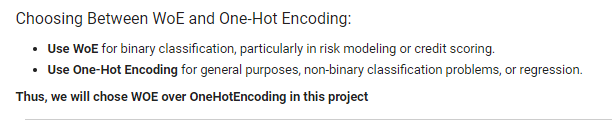 Choosing Between WoE and One-Hot Encoding:
• Use WoE for binary classification, particularly in risk modeling or credit scoring.
• Use One-Hot Encoding for general purposes, non-binary classification problems, or regression.
Thus, we will chose WOE over OneHotEncoding in this project